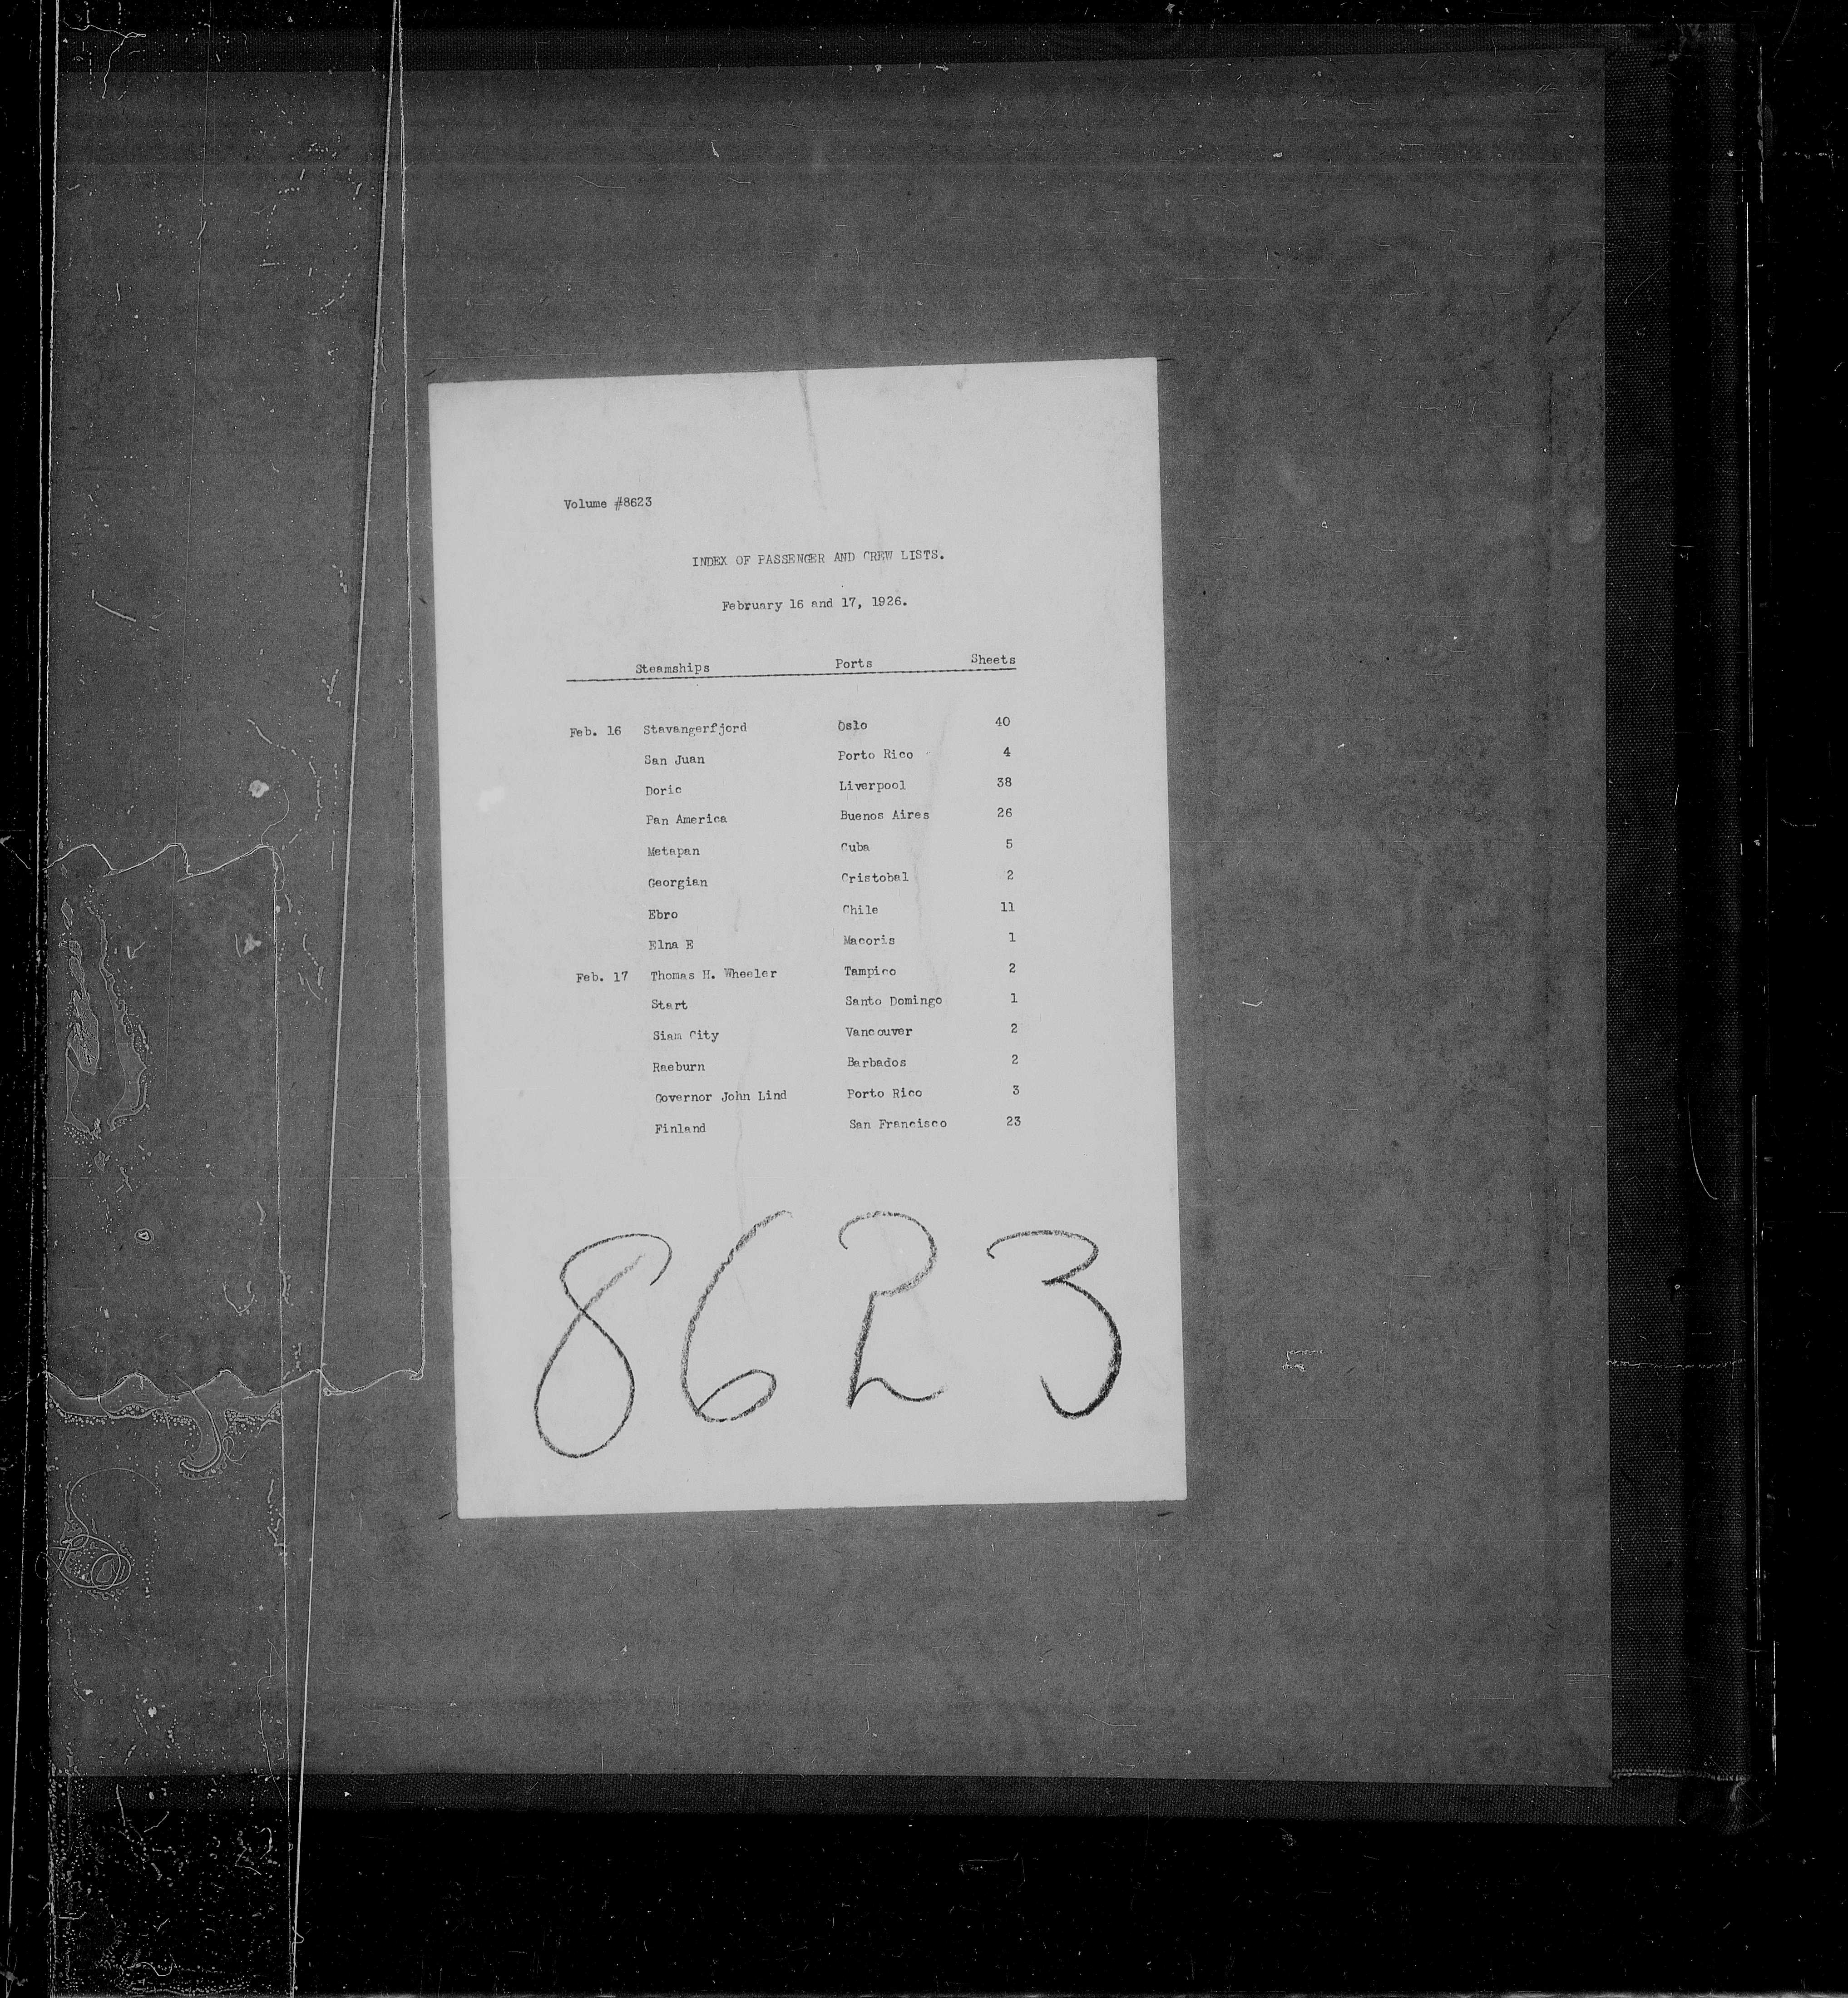 Volume #8623
INDEX OF PASSENGER AND CREW LISTS.
February 16 and 17, 1926.
Steamships Ports Sheets
Feb. 16 Stavangerfjord Oslo 40
San Juan Porto Rico 4
Doric Liverpool 38
Pan America Buenos Aires 26
Metapan Cuba 5
Georgian Cristobal 2
Ebro Chile 11
Elna E Macoris 1
Feb. 17 Thomas H. Wheeler Tampico 2
Start Santo Domingo 1
Siam City Vancouver 2
Raeburn Barbados 2
Governor John Lind Porto Rico 3
Finland San Francisco 23
8623